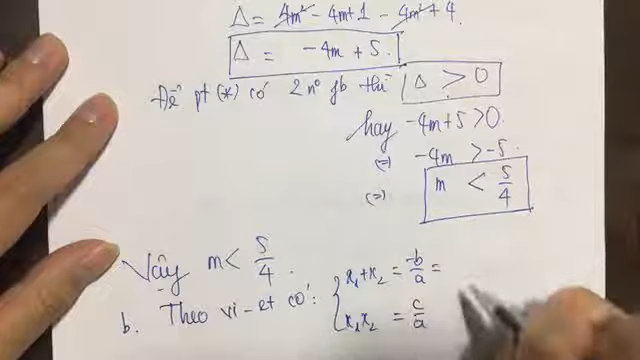 Δ = 4m² - 4m + 1 - 4m² + 4.
Δ = -4m + 5.
Để pt (*) có 2 n° pb thì Δ > 0
hay -4m+5 > 0.
(=) -4m > -5.
(=) m < 5/4
Vậy m < 5/4.
b. Theo vi-et có: x₁+x₂ = -b/a =
x₁x₂ = c/a